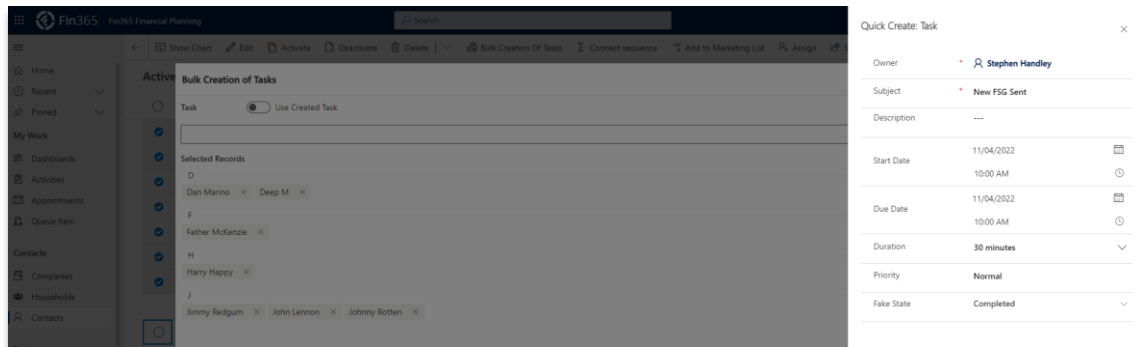 Fin365 Fin365 Financial Planning Search
Show Chart Edit Activate Deactivate Delete Bulk Creation Of Tasks Connect sequence Add to Marketing List Assign
Home
Recent
Pinned
My Work
Dashboards
Activities
Appointments
Queue Item
Contacts
Companies
Households
Contacts
Active
Bulk Creation of Tasks
Task Use Created Task
Selected Records
D
Dan Marino × Deep M ×
F
Father McKenzie ×
H
Harry Happy ×
J
Jimmy Redgum × John Lennon × Johnny Rotten ×
Quick Create: Task ×
Owner * Stephen Handley
Subject * New FSG Sent
Description ---
Start Date 11/04/2022
10:00 AM
Due Date 11/04/2022
10:00 AM
Duration 30 minutes
Priority Normal
Fake State Completed